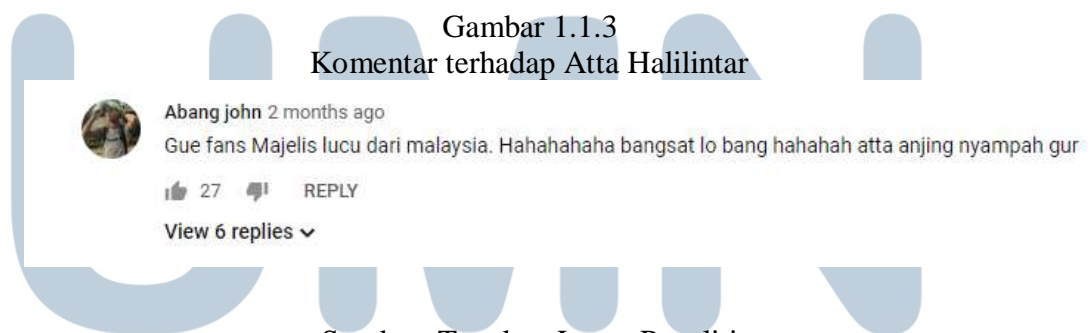 Gambar 1.1.3
Komentar terhadap Atta Halilintar
Abang john 2 months ago
Gue fans Majelis lucu dari malaysia. Hahahahaha bangsat lo bang hahahah atta anjing nyampah gur
27 REPLY
View 6 replies